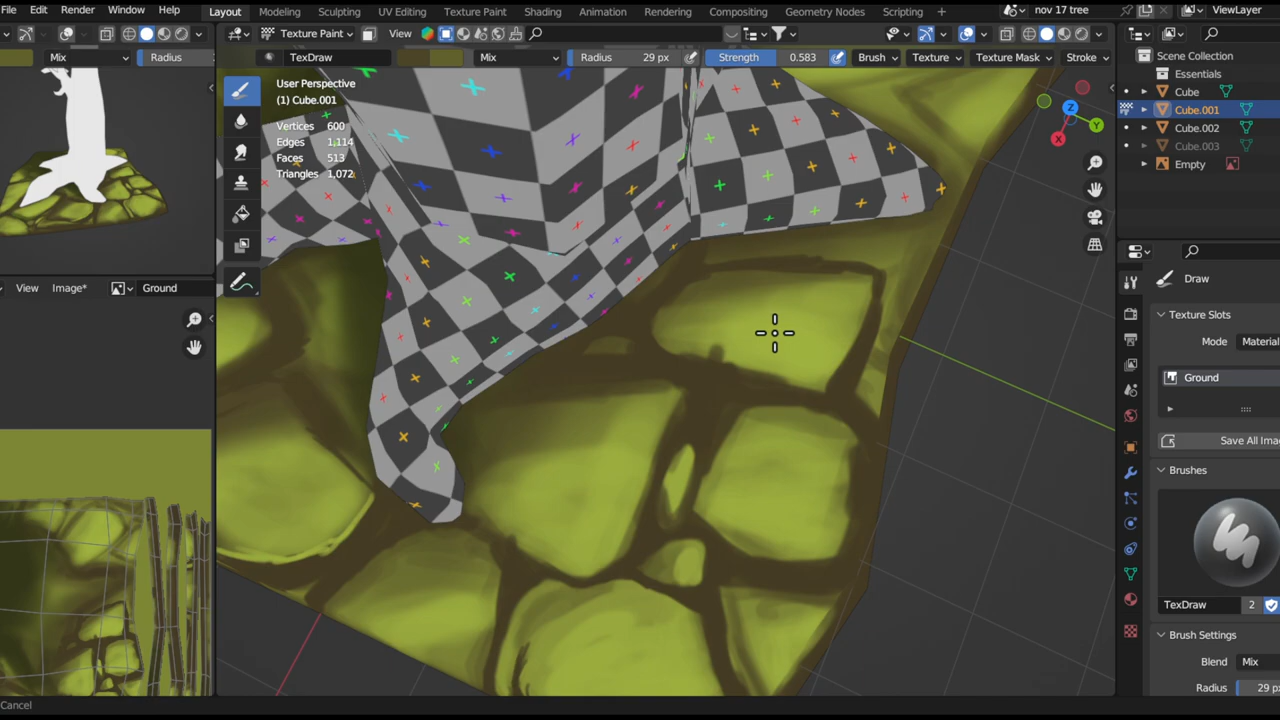 File Edit Render Window Help Layout Modeling Sculpting UV Editing Texture Paint Shading Animation Rendering Compositing Geometry Nodes Scripting + nov 17 tree ViewLayer
Texture Paint View
Mix Radius TexDraw Mix Radius 29 px Strength 0.583 Brush Texture Texture Mask Stroke
Scene Collection
Essentials
Cube
Cube.001
Cube.002
Cube.003
Empty
User Perspective
(1) Cube.001
Vertices 600
Edges 1,114
Faces 513
Triangles 1,072
Z
Y
X
View Image* Ground
Draw
Texture Slots
Mode Material
Ground
Save All Ima
Brushes
TexDraw 2
Brush Settings
Blend Mix
Radius 29 px
Cancel